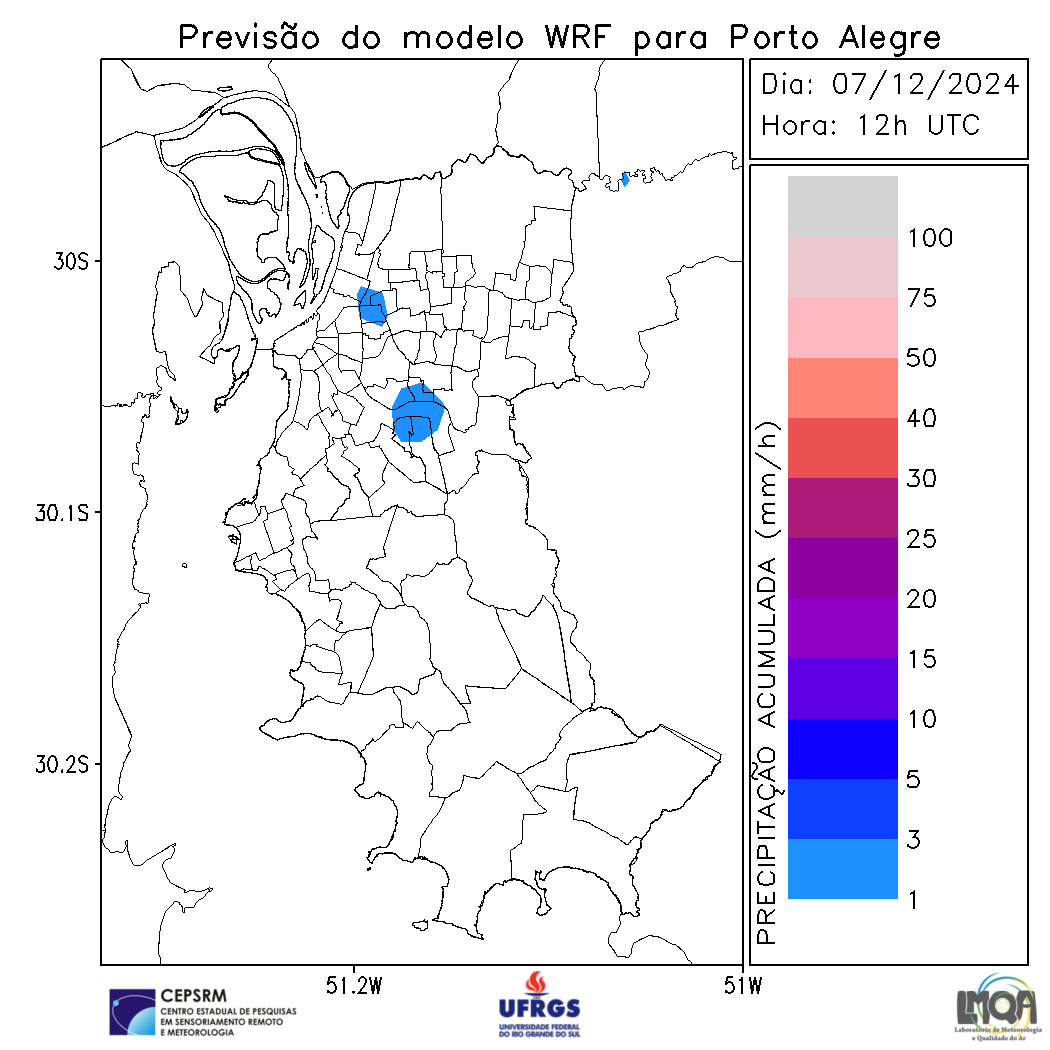 Previsão do modelo WRF para Porto Alegre
Dia: 07/12/2024
Hora: 12h UTC
30S
30.1S
30.2S
51.2W
51W
PRECIPITAÇÃO ACUMULADA (mm/h)
100
75
50
40
30
25
20
15
10
5
3
1
CEPSRM
CENTRO ESTADUAL DE PESQUISAS
EM SENSORIAMENTO REMOTO
E METEOROLOGIA
UFRGS
UNIVERSIDADE FEDERAL
DO RIO GRANDE DO SUL
LMQA
Laboratório de Meteorologia
e Qualidade do Ar